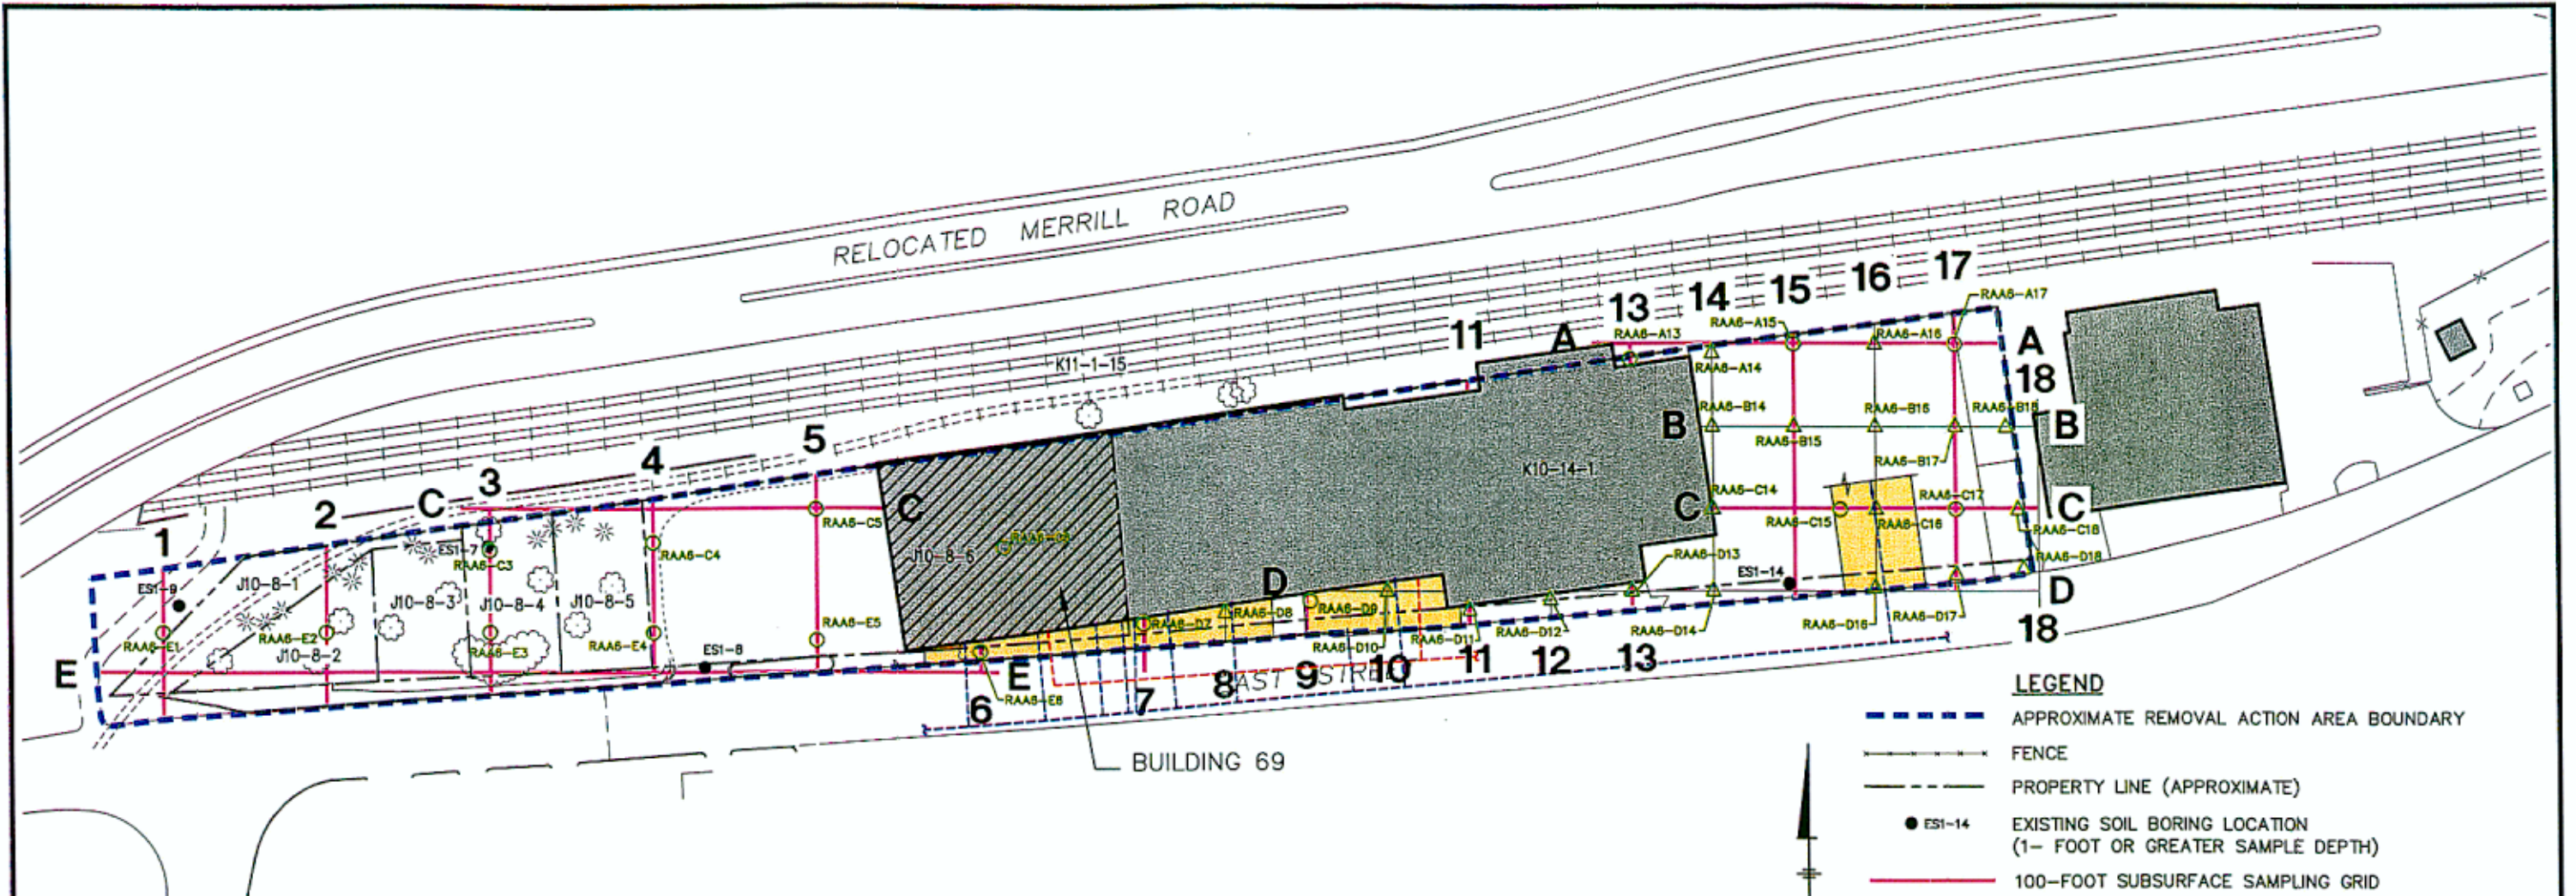 RELOCATED MERRILL ROAD
K11-1-15
11
A
13
14
15
16
17
RAA6-A17
RAA6-A13
RAA6-A15
RAA6-A16
A
RAA6-A14
18
RAA6-B14
RAA6-B16
RAA6-B18
B
B
RAA6-B15
RAA6-B17
K10-14-1
1
2
C
3
4
5
C
C
RAA6-C14
RAA6-C17
C
RAA6-C5
RAA6-C15
RAA6-C16
RAA6-C18
ES1-7
RAA6-C3
RAA6-C4
J10-8-6
RAA6-D13
RAA6-D18
ES1-9
J10-8-1
J10-8-3
J10-8-4
J10-8-5
D
ES1-14
D
RAA6-D8
RAA6-D9
RAA6-E1
RAA6-E2
RAA6-E3
RAA6-E4
RAA6-E5
RAA6-D7
RAA6-D10
RAA6-D11
RAA6-D12
RAA6-D14
RAA6-D16
RAA6-D17
18
J10-8-2
ES1-8
E
E
RAA6-E6
6
7
8
9
10
11
12
13
EAST STREET
BUILDING 69
LEGEND
APPROXIMATE REMOVAL ACTION AREA BOUNDARY
FENCE
PROPERTY LINE (APPROXIMATE)
ES1-14 EXISTING SOIL BORING LOCATION
(1- FOOT OR GREATER SAMPLE DEPTH)
100-FOOT SUBSURFACE SAMPLING GRID